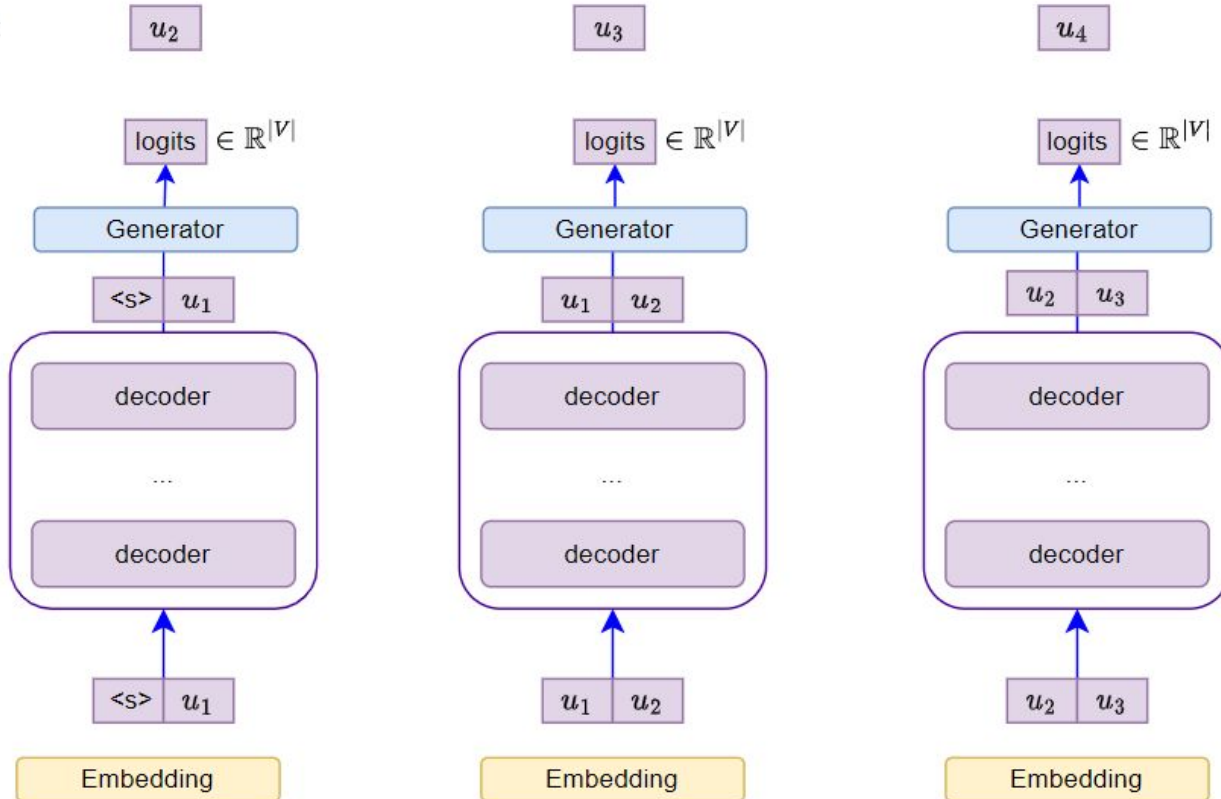 u₂ u₃ u₄
logits ∈ ℝ^|V| logits ∈ ℝ^|V| logits ∈ ℝ^|V|
Generator Generator Generator
<s> u₁ u₁ u₂ u₂ u₃
decoder decoder decoder
... ... ...
decoder decoder decoder
<s> u₁ u₁ u₂ u₂ u₃
Embedding Embedding Embedding